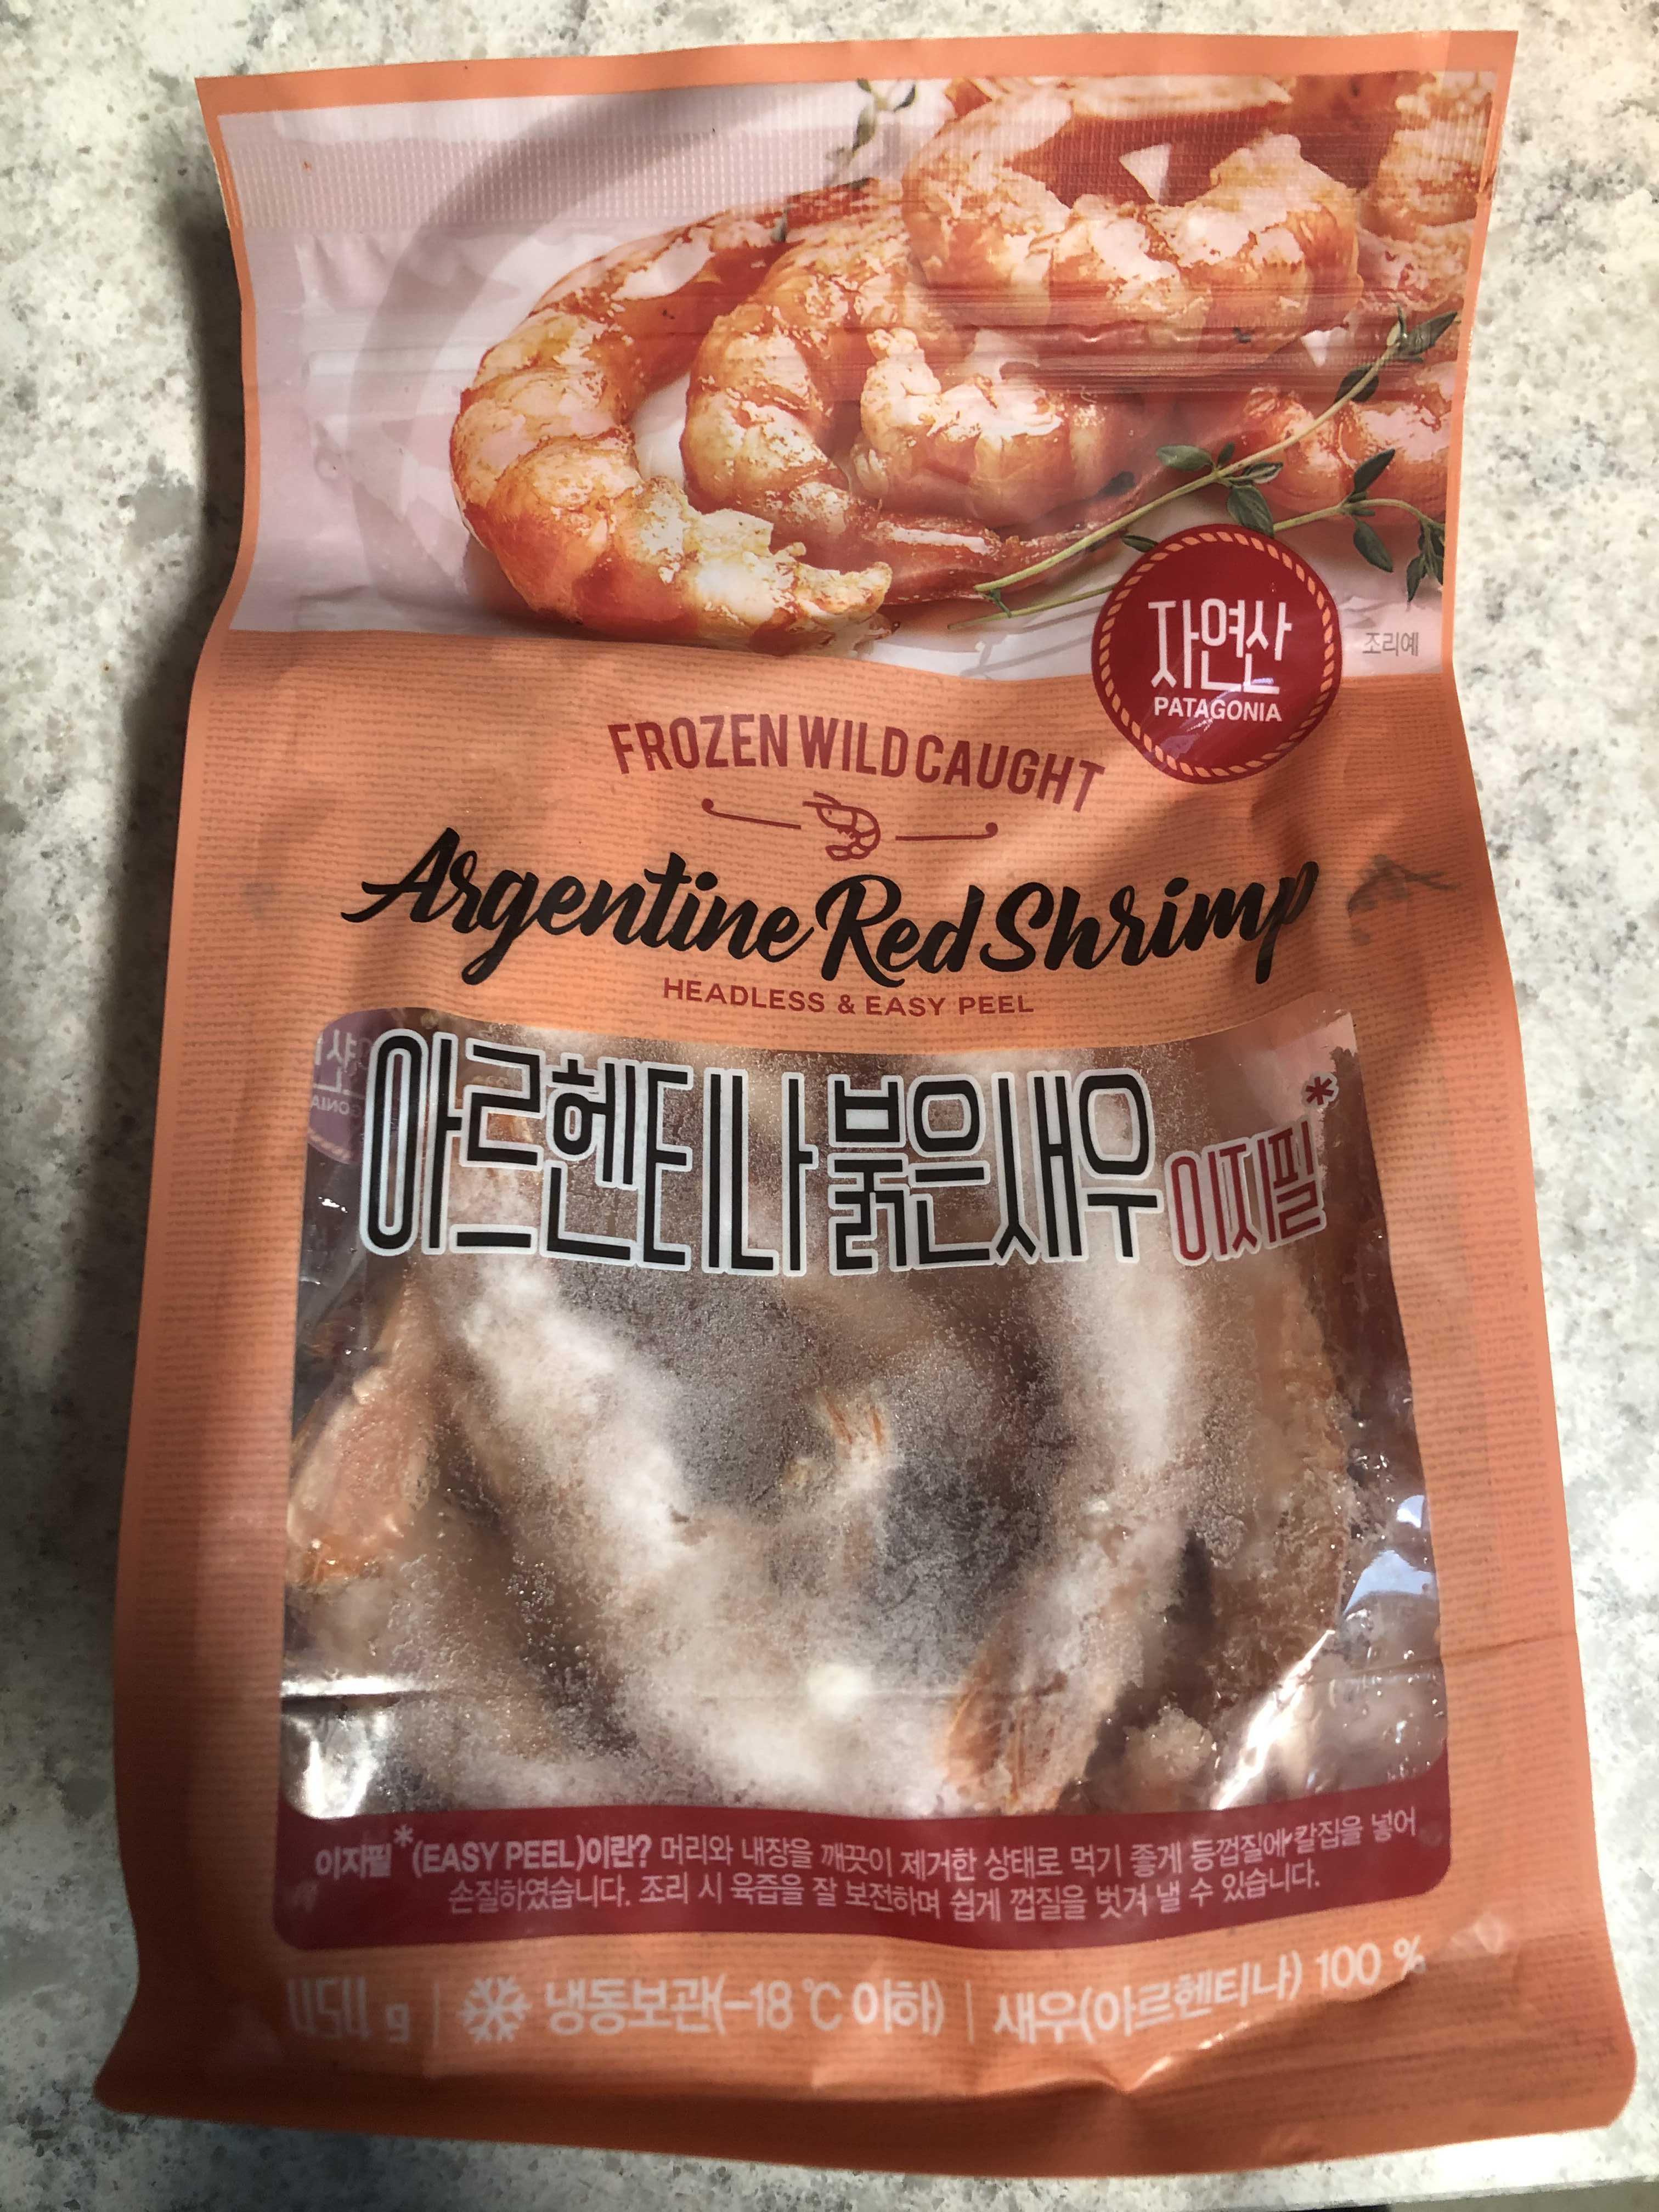 자연산
PATAGONIA
조리예
FROZEN WILD CAUGHT
Argentine Red Shrimp
HEADLESS & EASY PEEL
아르헨티나 붉은새우 이지필*
이지필*(EASY PEEL)이란? 머리와 내장을 깨끗이 제거한 상태로 먹기 좋게 등껍질에 칼집을 넣어
손질하였습니다. 조리 시 육즙을 잘 보전하며 쉽게 껍질을 벗겨 낼 수 있습니다.
g | 냉동보관(-18 ℃ 이하) | 새우(아르헨티나) 100 %